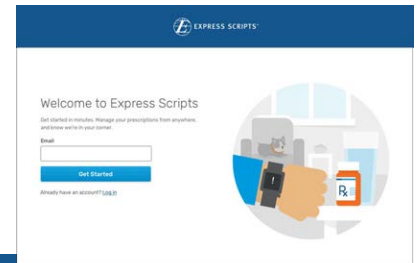 EXPRESS SCRIPTS
Welcome to Express Scripts
Get started in minutes. Manage your prescriptions from anywhere
and know we're in your corner.
Email
Get Started
Already have an account? Log in
!
Rx